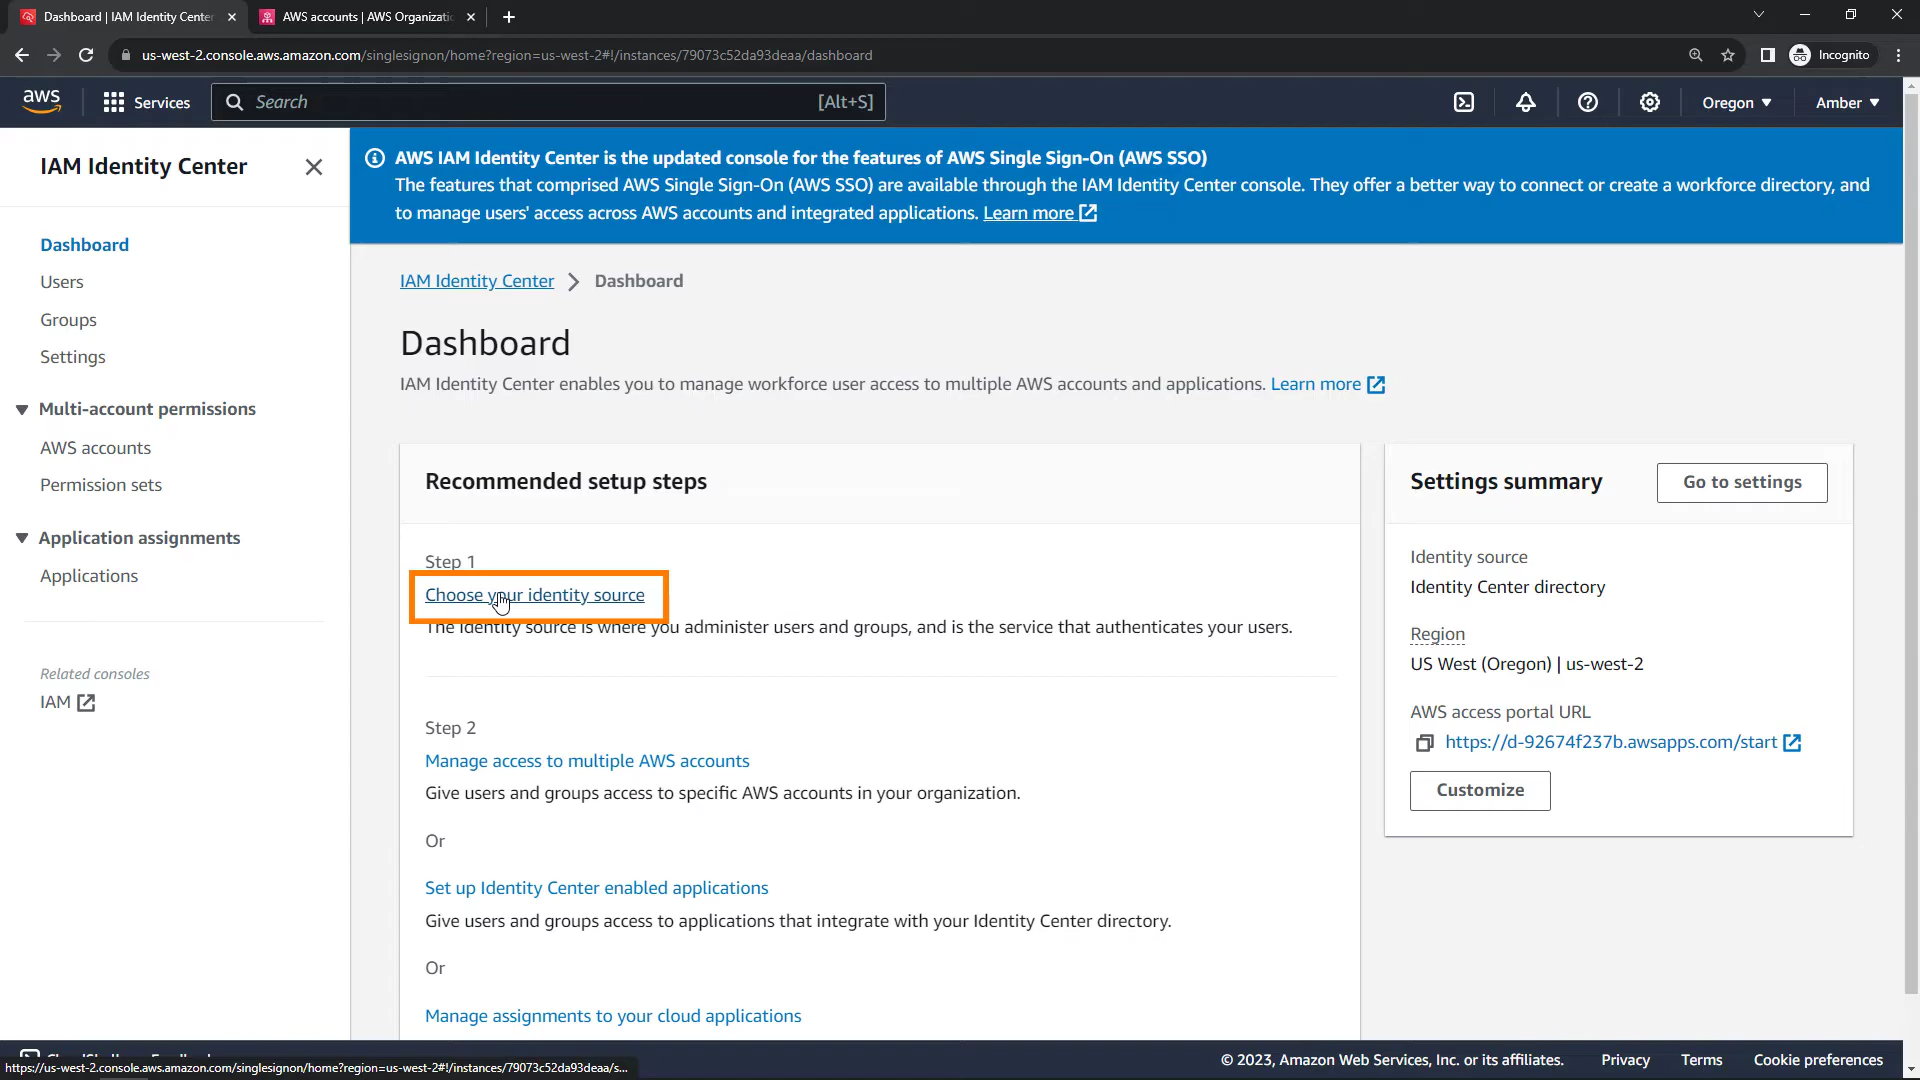 Dashboard | IAM Identity Center
AWS accounts | AWS Organizatio
us-west-2.console.aws.amazon.com/singlesignon/home?region=us-west-2#!/instances/79073c52da93deaa/dashboard
Incognito
aws
Services
Search
[Alt+S]
Oregon
Amber
IAM Identity Center
AWS IAM Identity Center is the updated console for the features of AWS Single Sign-On (AWS SSO)
The features that comprised AWS Single Sign-On (AWS SSO) are available through the IAM Identity Center console. They offer a better way to connect or create a workforce directory, and
to manage users' access across AWS accounts and integrated applications. Learn more
Dashboard
Users
Groups
Settings
Multi-account permissions
AWS accounts
Permission sets
Application assignments
Applications
Related consoles
IAM
IAM Identity Center > Dashboard
Dashboard
IAM Identity Center enables you to manage workforce user access to multiple AWS accounts and applications. Learn more
Recommended setup steps
Step 1
Choose your identity source
The identity source is where you administer users and groups, and is the service that authenticates your users.
Step 2
Manage access to multiple AWS accounts
Give users and groups access to specific AWS accounts in your organization.
Or
Set up Identity Center enabled applications
Give users and groups access to applications that integrate with your Identity Center directory.
Or
Manage assignments to your cloud applications
Settings summary
Go to settings
Identity source
Identity Center directory
Region
US West (Oregon) | us-west-2
AWS access portal URL
https://d-92674f237b.awsapps.com/start
Customize
© 2023, Amazon Web Services, Inc. or its affiliates.
Privacy
Terms
Cookie preferences
https://us-west-2.console.aws.amazon.com/singlesignon/home?region=us-west-2#!/instances/79073c52da93deaa/s...